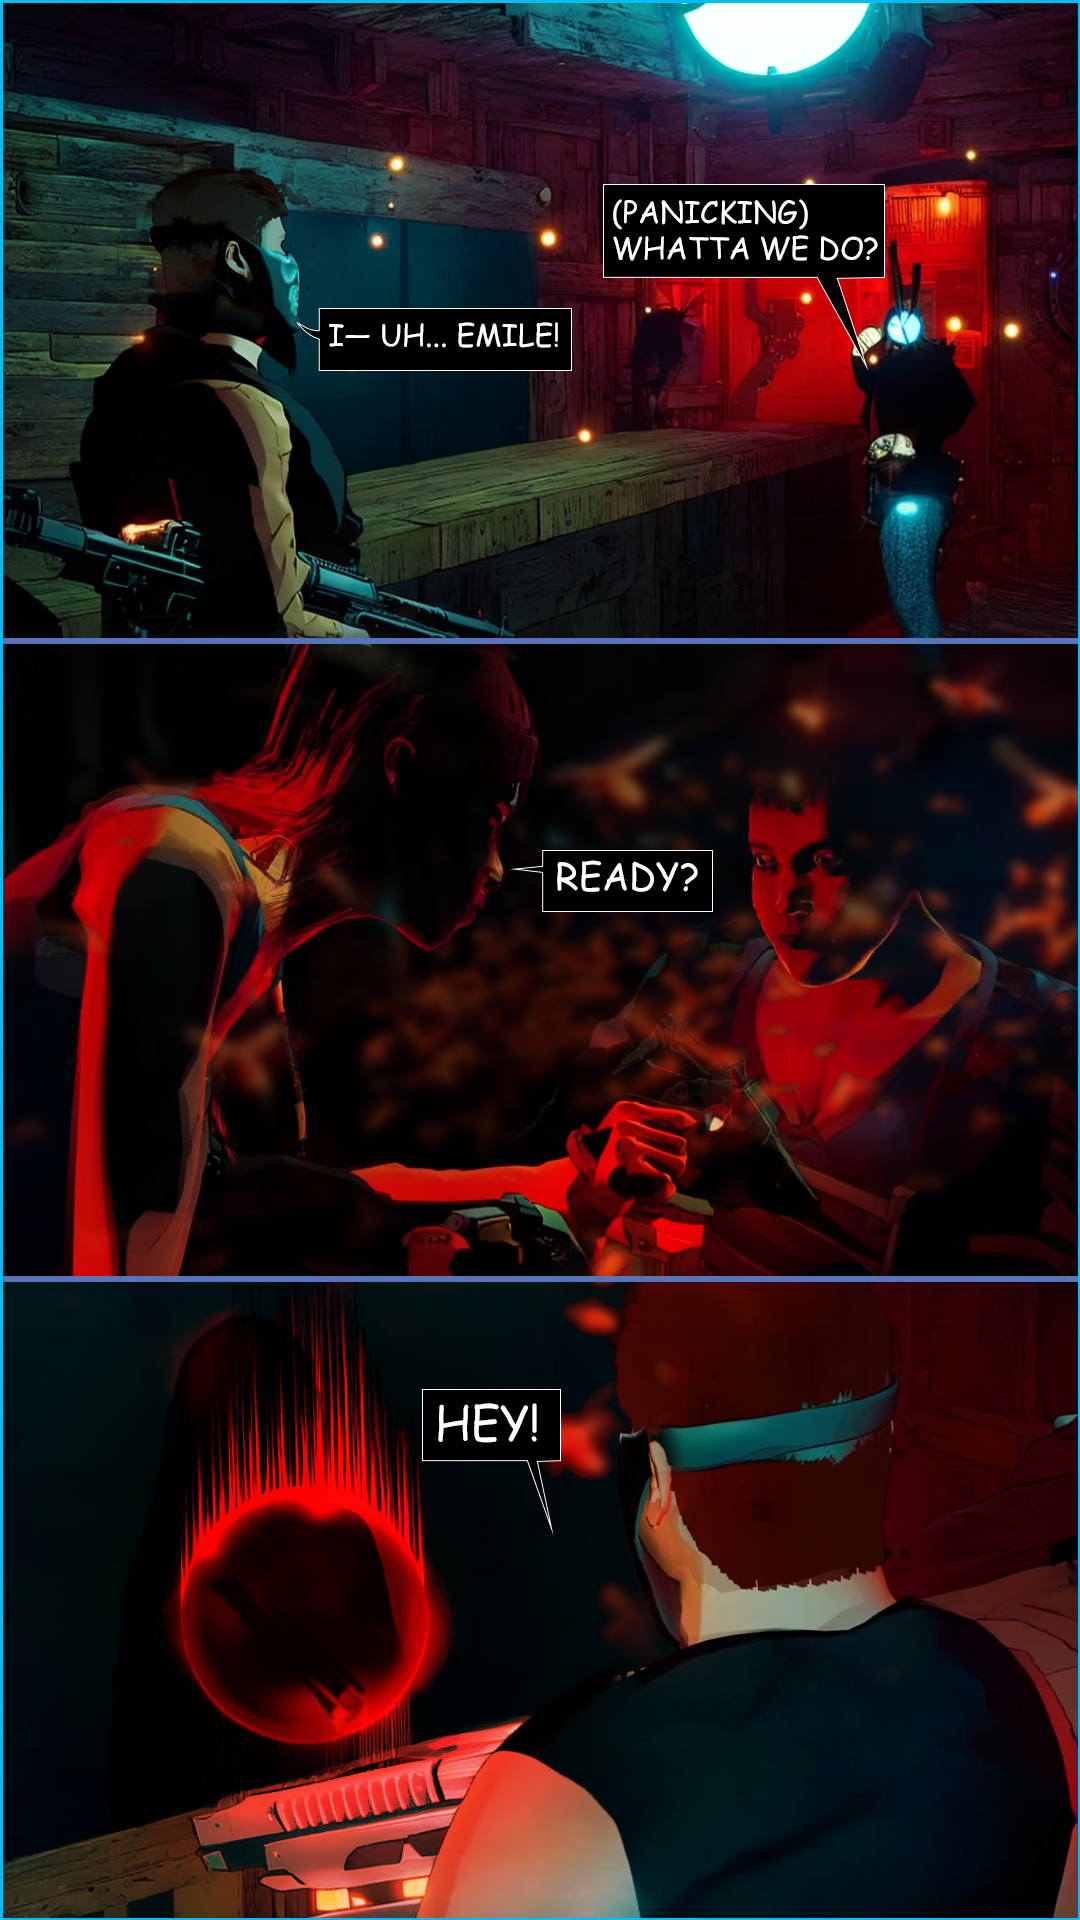 (PANICKING)
WHATTA WE DO?
I— UH... EMILE!
READY?
HEY!